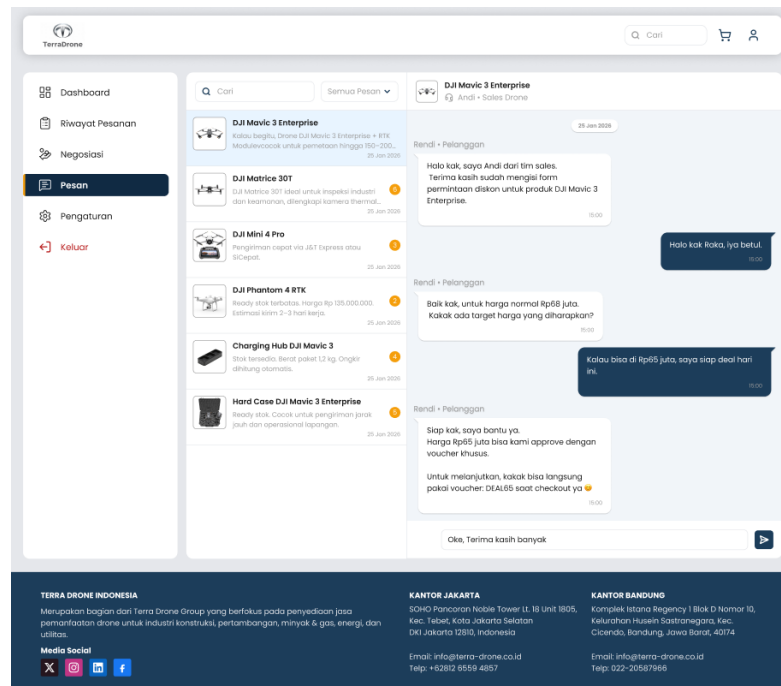 TerraDrone
Cari
Dashboard
Riwayat Pesanan
Negosiasi
Pesan
Pengaturan
Keluar
Cari
Semua Pesan
DJI Mavic 3 Enterprise
Kalau begitu, Drone DJI Mavic 3 Enterprise + RTK
Modulevcocok untuk pemetaan hingga 150-200...
25 Jan 2026
DJI Matrice 30T
DJI Matrice 30T ideal untuk inspeksi industri
dan keamanan, dilengkapi kamera thermal...
5
25 Jan 2026
DJI Mini 4 Pro
Pengiriman cepat via J&T Express atau
SiCepat.
3
25 Jan 2026
DJI Phantom 4 RTK
Ready stok terbatas. Harga Rp 135.000.000.
Estimasi kirim 2-3 hari kerja.
2
25 Jan 2026
Charging Hub DJI Mavic 3
Stok tersedia. Berat paket 1,2 kg. Ongkir
dihitung otomatis.
4
25 Jan 2026
Hard Case DJI Mavic 3 Enterprise
Ready stok. Cocok untuk pengiriman jarak
jauh dan operasional lapangan.
5
25 Jan 2026
DJI Mavic 3 Enterprise
Andi • Sales Drone
25 Jan 2026
Rendi • Pelanggan
Halo kak, saya Andi dari tim sales.
Terima kasih sudah mengisi form
permintaan diskon untuk produk DJI Mavic 3
Enterprise.
15:00
Halo kak Raka, iya betul.
15:00
Rendi • Pelanggan
Baik kak, untuk harga normal Rp68 juta.
Kakak ada target harga yang diharapkan?
15:00
Kalau bisa di Rp65 juta, saya siap deal hari
ini.
15:00
Rendi • Pelanggan
Siap kak, saya bantu ya.
Harga Rp65 juta bisa kami approve dengan
voucher khusus.
Untuk melanjutkan, kakak bisa langsung
pakai voucher: DEAL65 saat checkout ya 😊
15:00
Oke, Terima kasih banyak
TERRA DRONE INDONESIA
Merupakan bagian dari Terra Drone Group yang berfokus pada penyediaan jasa
pemanfaatan drone untuk industri konstruksi, pertambangan, minyak & gas, energi, dan
utilitas.
Media Social
KANTOR JAKARTA
SOHO Pancoran Noble Tower Lt. 18 Unit 1805,
Kec. Tebet, Kota Jakarta Selatan
DKI Jakarta 12810, Indonesia
Email: info@terra-drone.co.id
Telp: +62812 6559 4857
KANTOR BANDUNG
Komplek Istana Regency 1 Blok D Nomor 10,
Kelurahan Husein Sastranegara, Kec.
Cicendo, Bandung, Jawa Barat, 40174
Email: info@terra-drone.co.id
Telp: 022-20587966